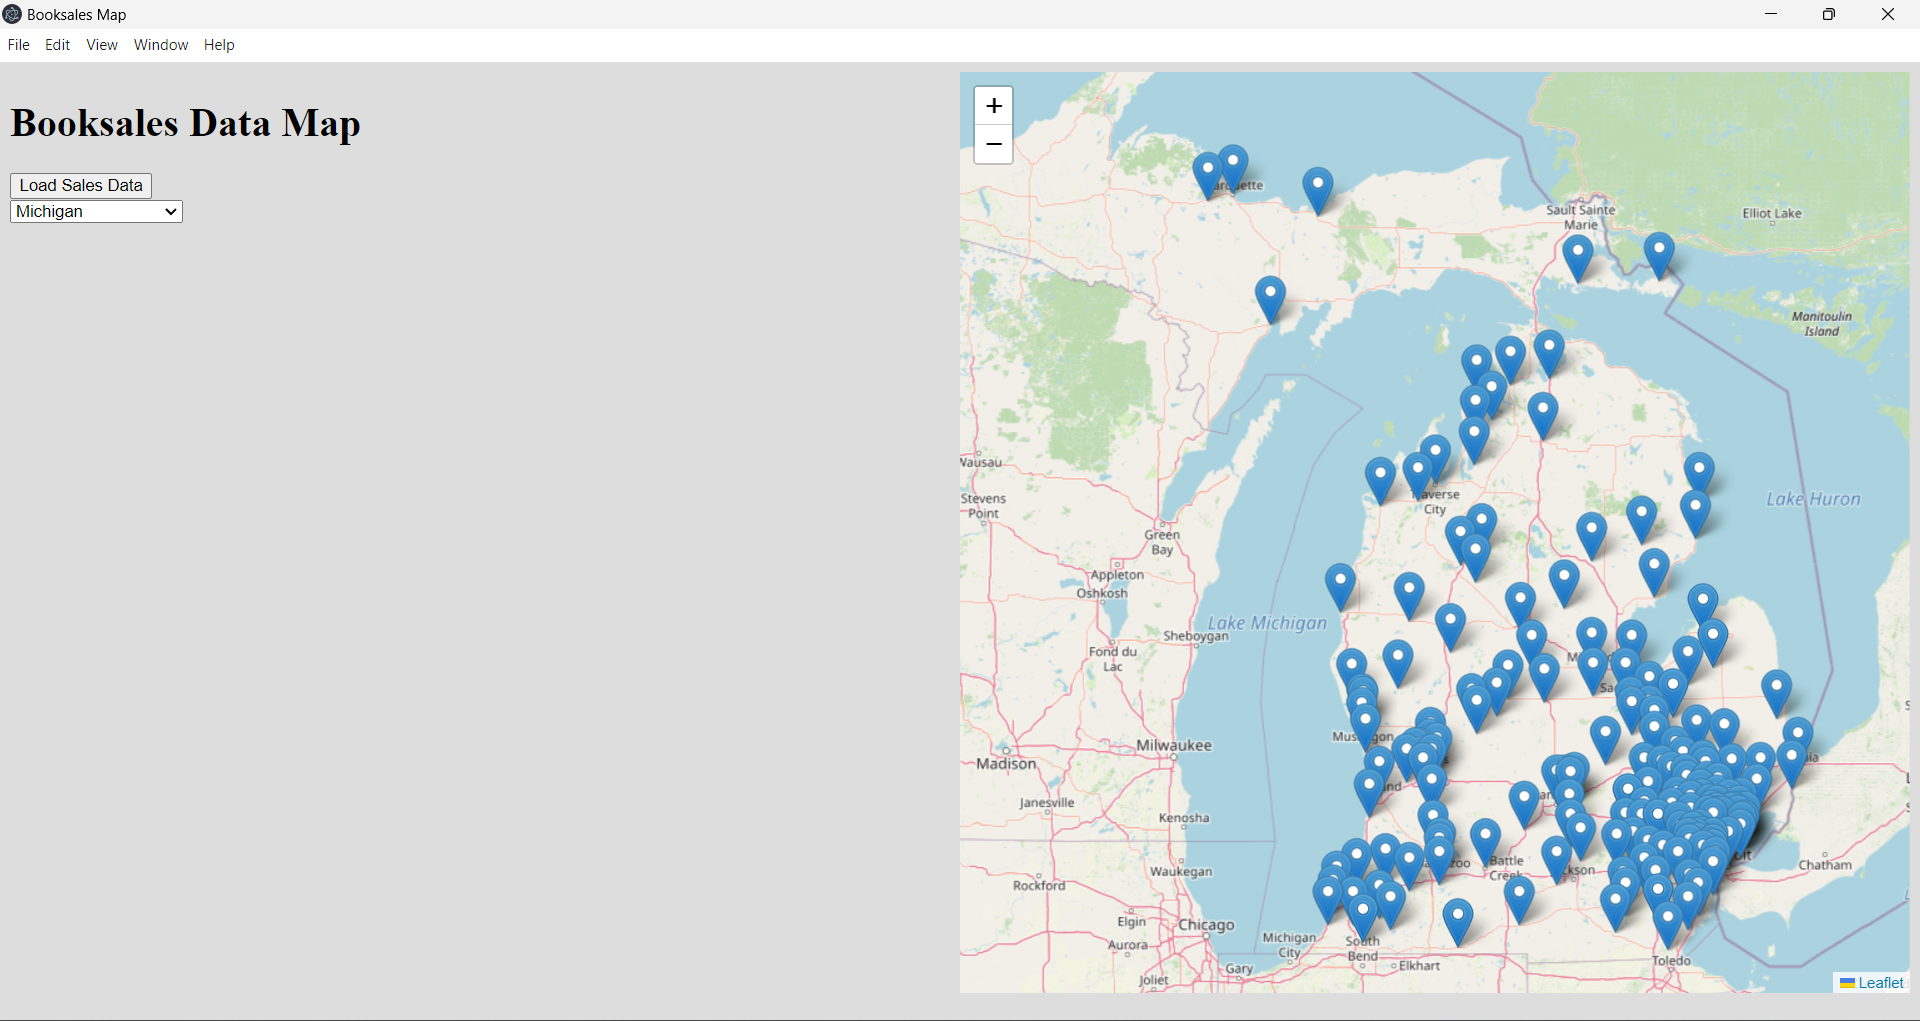 Booksales Map
File Edit View Window Help
Booksales Data Map
Load Sales Data
Michigan
+
−
Sault Sainte
Marie
Elliot Lake
Manitoulin
Island
Wausau
Stevens
Point
Traverse
City
Lake Huron
Green
Bay
Appleton
Oshkosh
Lake Michigan
Sheboygan
Fond du
Lac
Milwaukee
Madison
Janesville
Kenosha
Waukegan
Battle
Creek
Chatham
Rockford
Elgin
Chicago
Aurora
Michigan
City
South
Bend
Elkhart
Gary
Joliet
Toledo
Leaflet